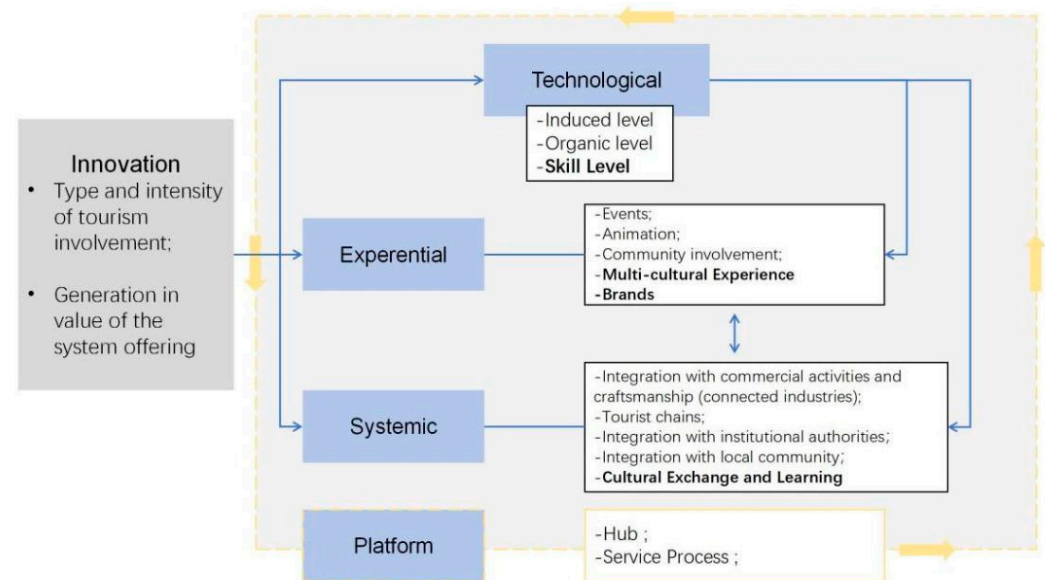 Innovation
• Type and intensity
of tourism
involvement;
• Generation in
value of the
system offering
Technological
-Induced level
-Organic level
-Skill Level
Experential
-Events;
-Animation;
-Community involvement;
-Multi-cultural Experience
-Brands
Systemic
-Integration with commercial activities and
craftsmanship (connected industries);
-Tourist chains;
-Integration with institutional authorities;
-Integration with local community;
-Cultural Exchange and Learning
Platform
-Hub ;
-Service Process ;